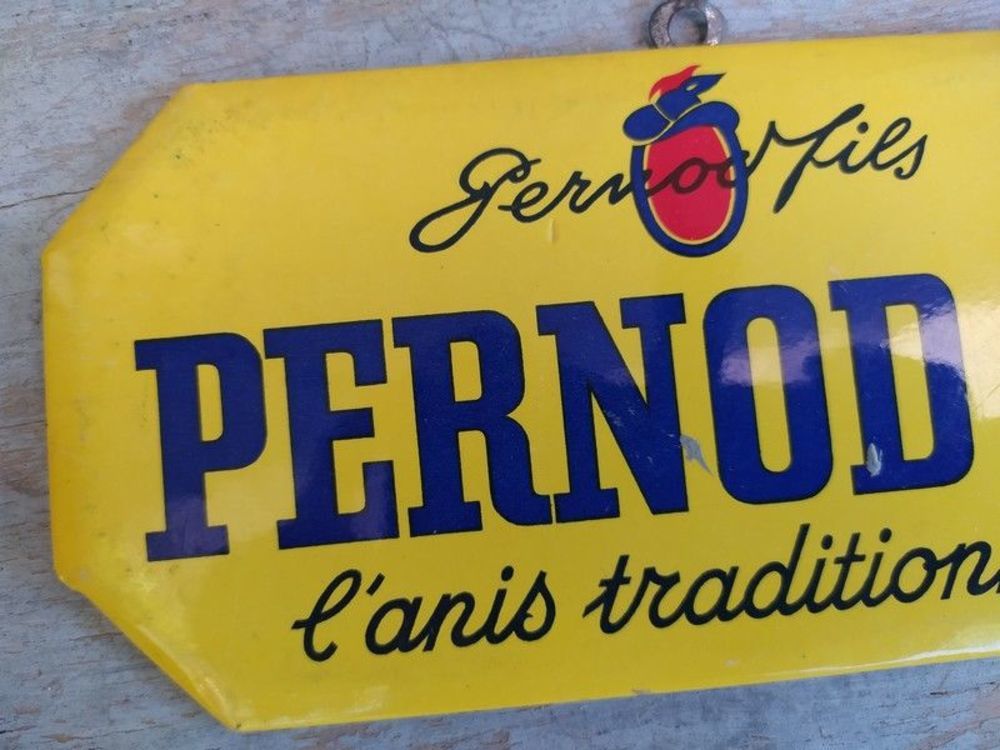 Pernod fils
PERNOD
l'anis tradition